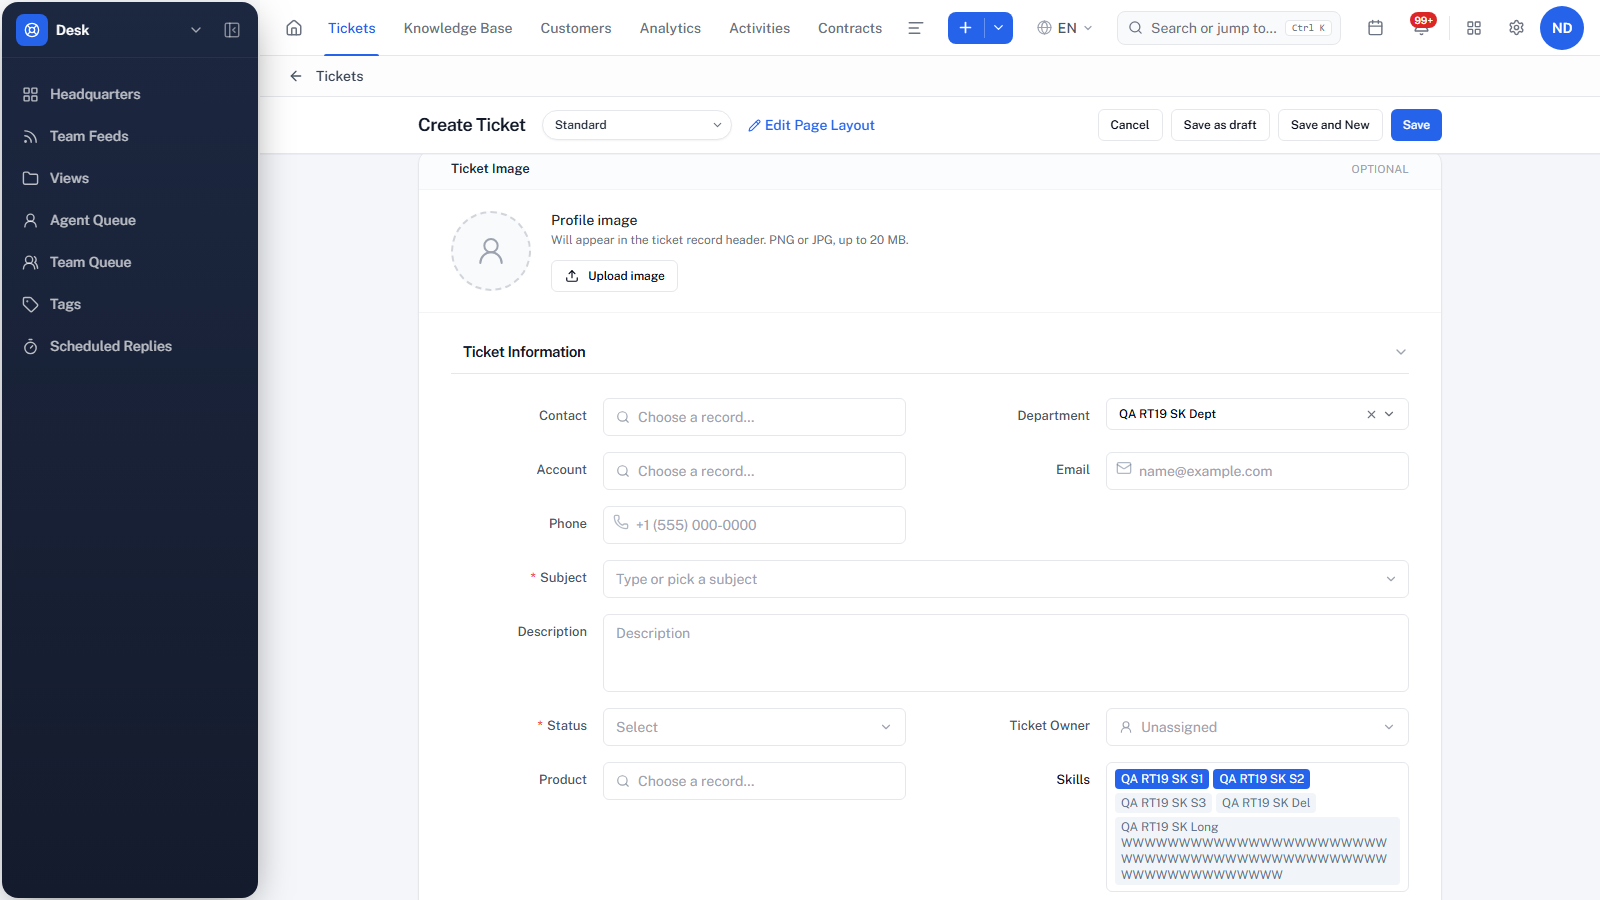 Desk
Headquarters
Team Feeds
Views
Agent Queue
Team Queue
Tags
Scheduled Replies
Tickets
Knowledge Base
Customers
Analytics
Activities
Contracts
EN
Search or jump to...
Ctrl K
99+
ND
Tickets
Create Ticket
Standard
Edit Page Layout
Cancel
Save as draft
Save and New
Save
Ticket Image
OPTIONAL
Profile image
Will appear in the ticket record header. PNG or JPG, up to 20 MB.
Upload image
Ticket Information
Contact
Choose a record...
Department
QA RT19 SK Dept
Account
Choose a record...
Email
name@example.com
Phone
+1 (555) 000-0000
* Subject
Type or pick a subject
Description
Description
* Status
Select
Ticket Owner
Unassigned
Product
Choose a record...
Skills
QA RT19 SK S1
QA RT19 SK S2
QA RT19 SK S3
QA RT19 SK Del
QA RT19 SK Long
WWWWWWWWWWWWWWWWWWWWWWW
WWWWWWWWWWWWWWWWWWWWWWW
WWWWWWWWWWWWWW